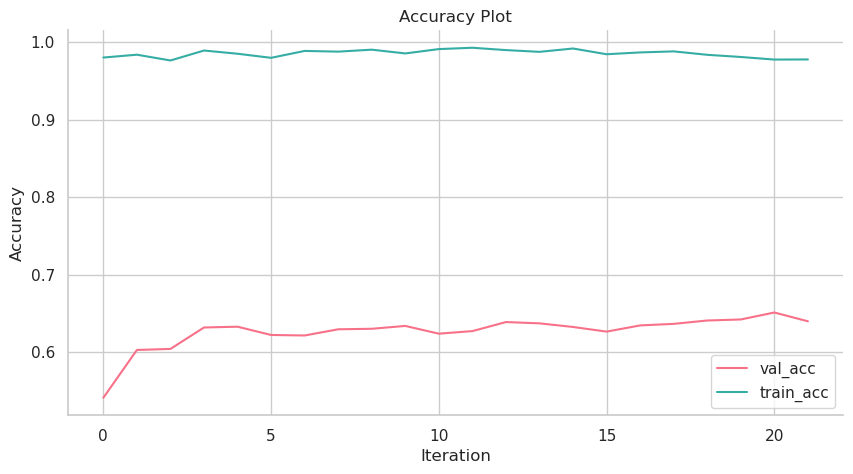 Accuracy Plot
1.0
0.9
0.8
0.7
0.6
Accuracy
0 5 10 15 20
Iteration
val_acc
train_acc